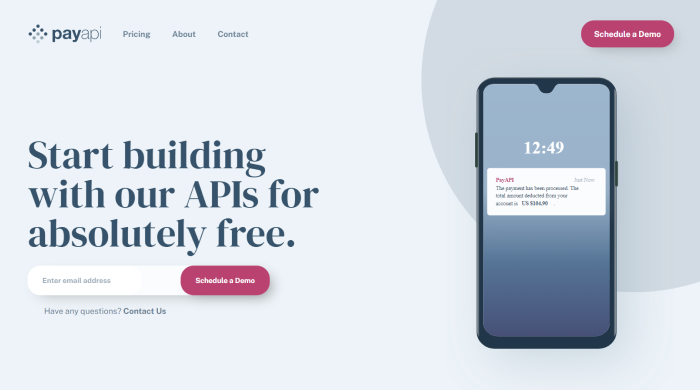 payapi
Pricing
About
Contact
Schedule a Demo
Start building
with our APIs for
absolutely free.
Enter email address
Schedule a Demo
Have any questions? Contact Us
12:49
PayAPI
Just Now
The payment has been processed. The
total amount deducted from your
account is US $104.90 .